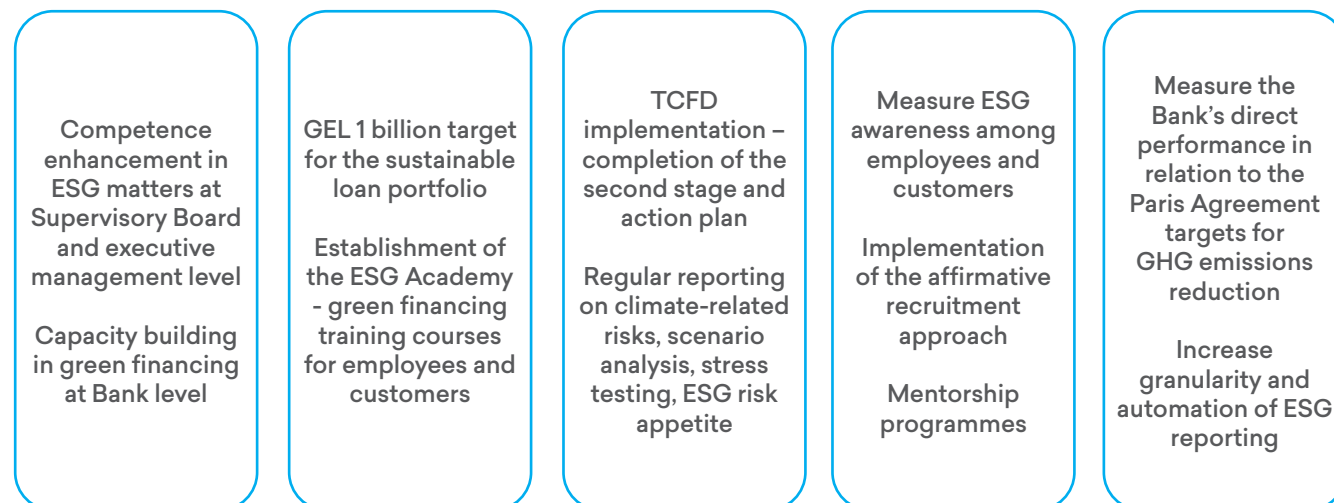 Competence
enhancement in
ESG matters at
Supervisory Board
and executive
management level
Capacity building
in green financing
at Bank level
GEL 1 billion target
for the sustainable
loan portfolio
Establishment of
the ESG Academy
- green financing
training courses
for employees and
customers
TCFD
implementation –
completion of the
second stage and
action plan
Regular reporting
on climate-related
risks, scenario
analysis, stress
testing, ESG risk
appetite
Measure ESG
awareness among
employees and
customers
Implementation
of the affirmative
recruitment
approach
Mentorship
programmes
Measure the
Bank’s direct
performance in
relation to the
Paris Agreement
targets for
GHG emissions
reduction
Increase
granularity and
automation of ESG
reporting